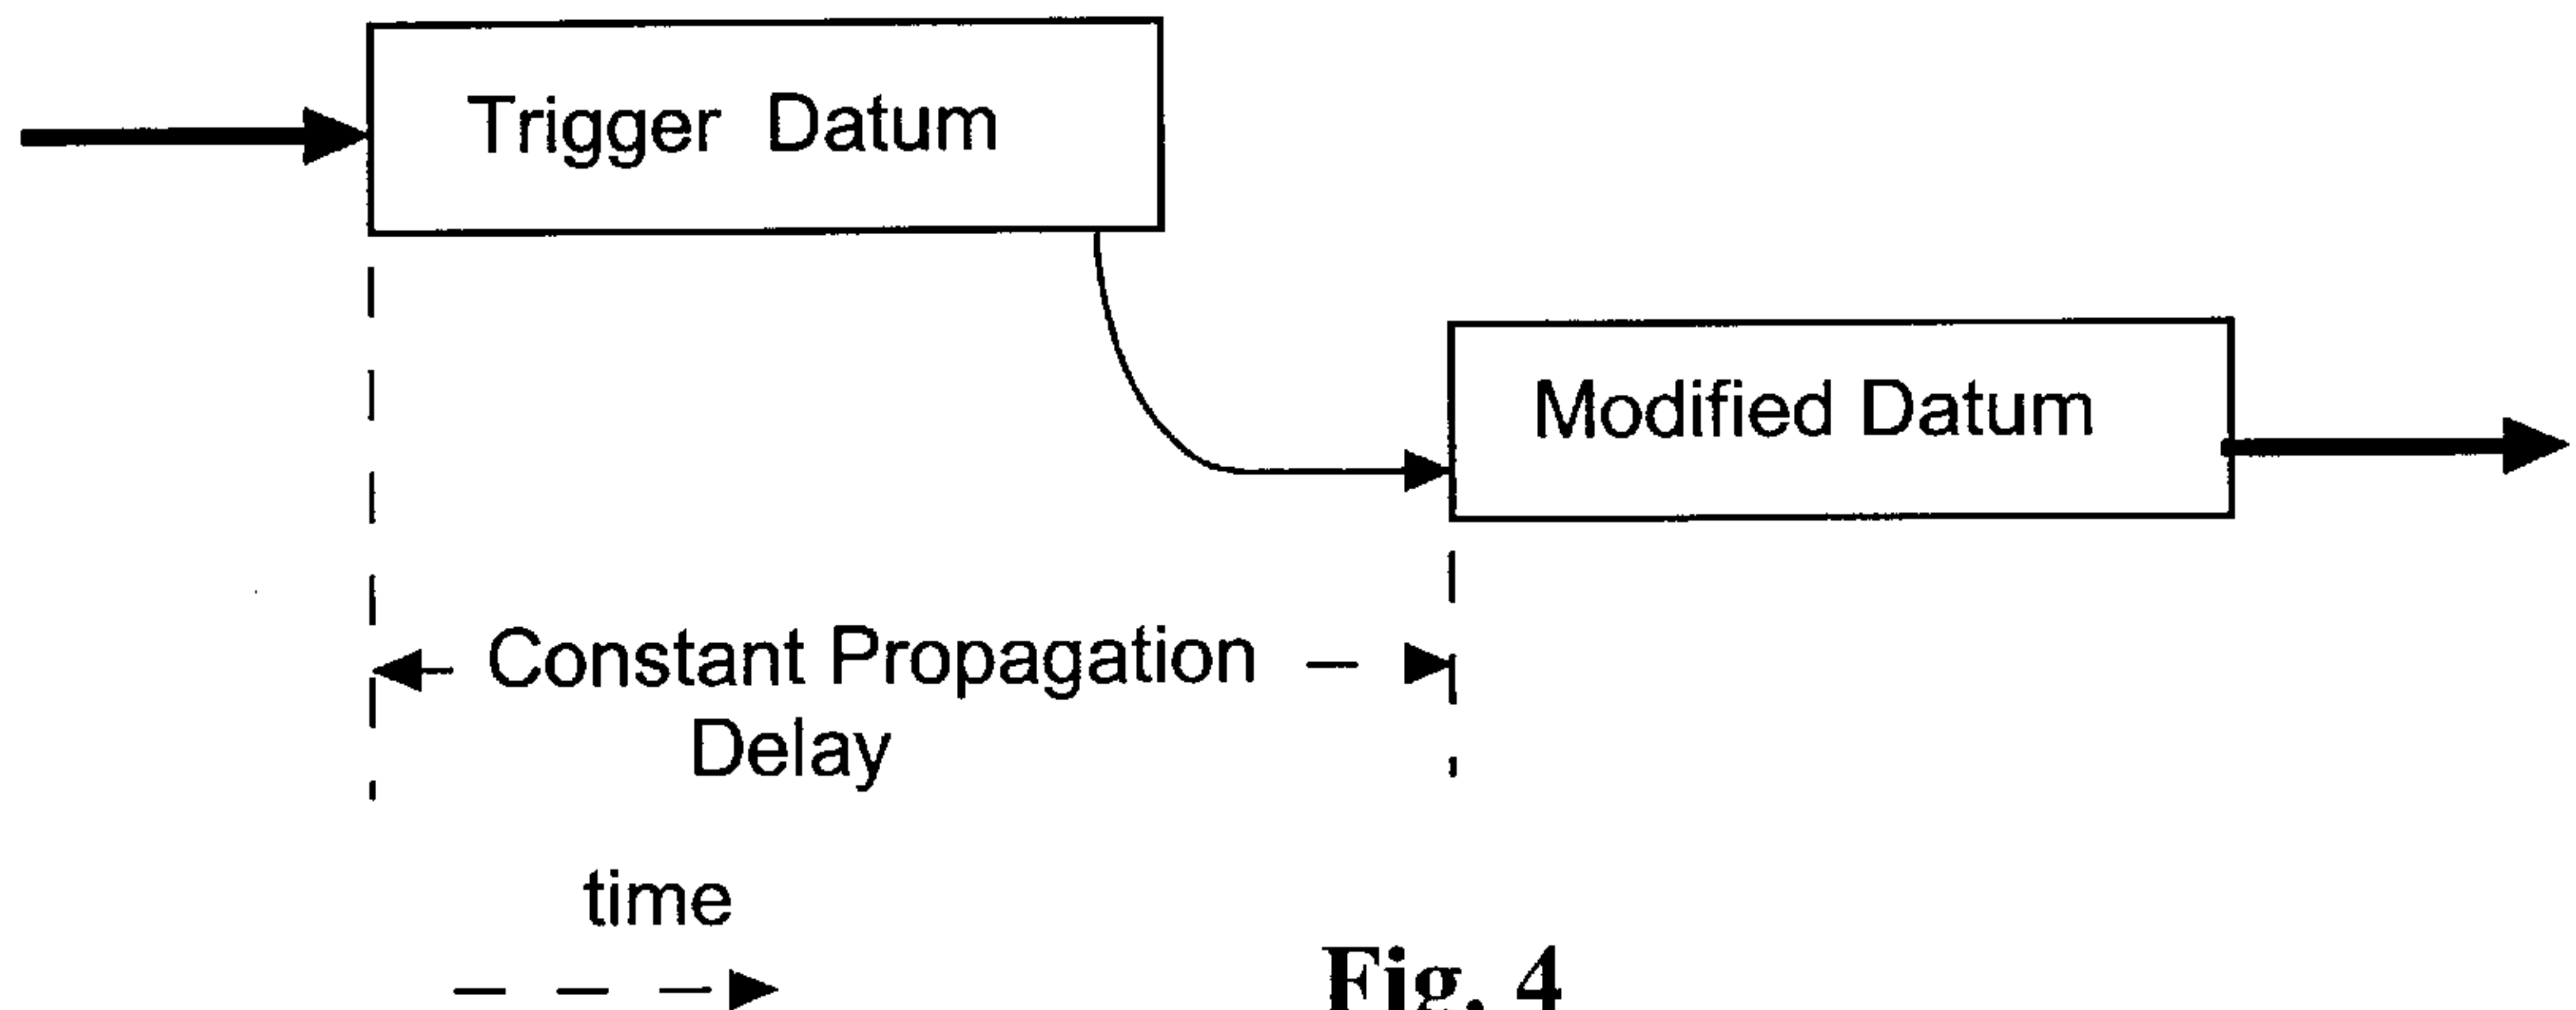 Trigger Datum
Modified Datum
Constant Propagation
Delay
time
Fig. 4